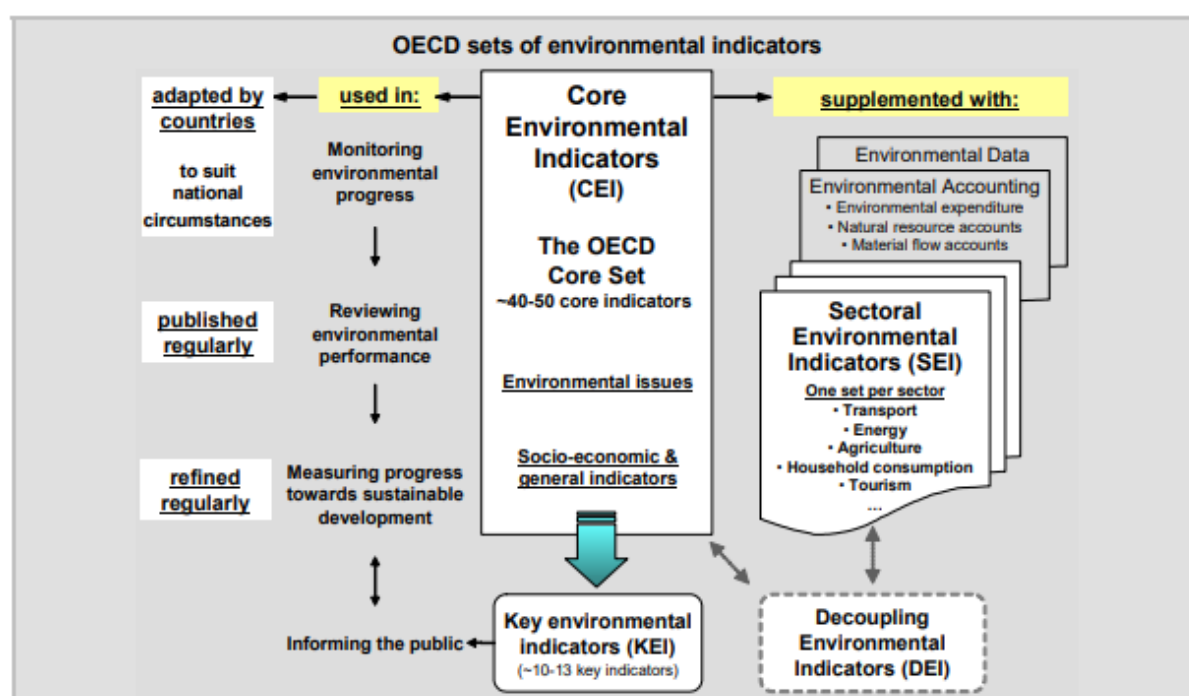 OECD sets of environmental indicators
adapted by
countries
to suit
national
circumstances
published
regularly
refined
regularly
used in:
Monitoring
environmental
progress
Reviewing
environmental
performance
Measuring progress
towards sustainable
development
Informing the public
Core
Environmental
Indicators
(CEI)
The OECD
Core Set
~40-50 core indicators
Environmental issues
Socio-economic &
general indicators
Key environmental
indicators (KEI)
(~10-13 key indicators)
supplemented with:
Environmental Data
Environmental Accounting
▪ Environmental expenditure
▪ Natural resource accounts
▪ Material flow accounts
Sectoral
Environmental
Indicators (SEI)
One set per sector
▪ Transport
▪ Energy
▪ Agriculture
▪ Household consumption
▪ Tourism
...
Decoupling
Environmental
Indicators (DEI)